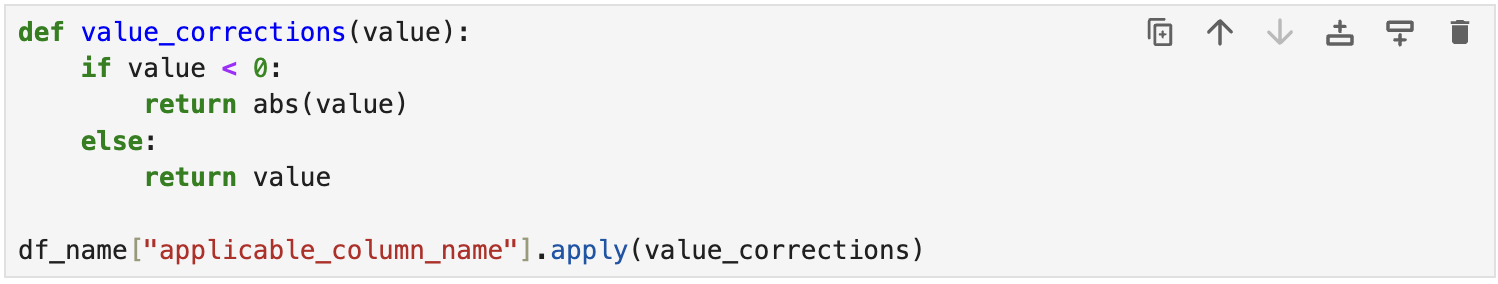 def value_corrections(value):
    if value < 0:
        return abs(value)
    else:
        return value

df_name["applicable_column_name"].apply(value_corrections)